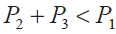 P₂ + P₃ < P₁